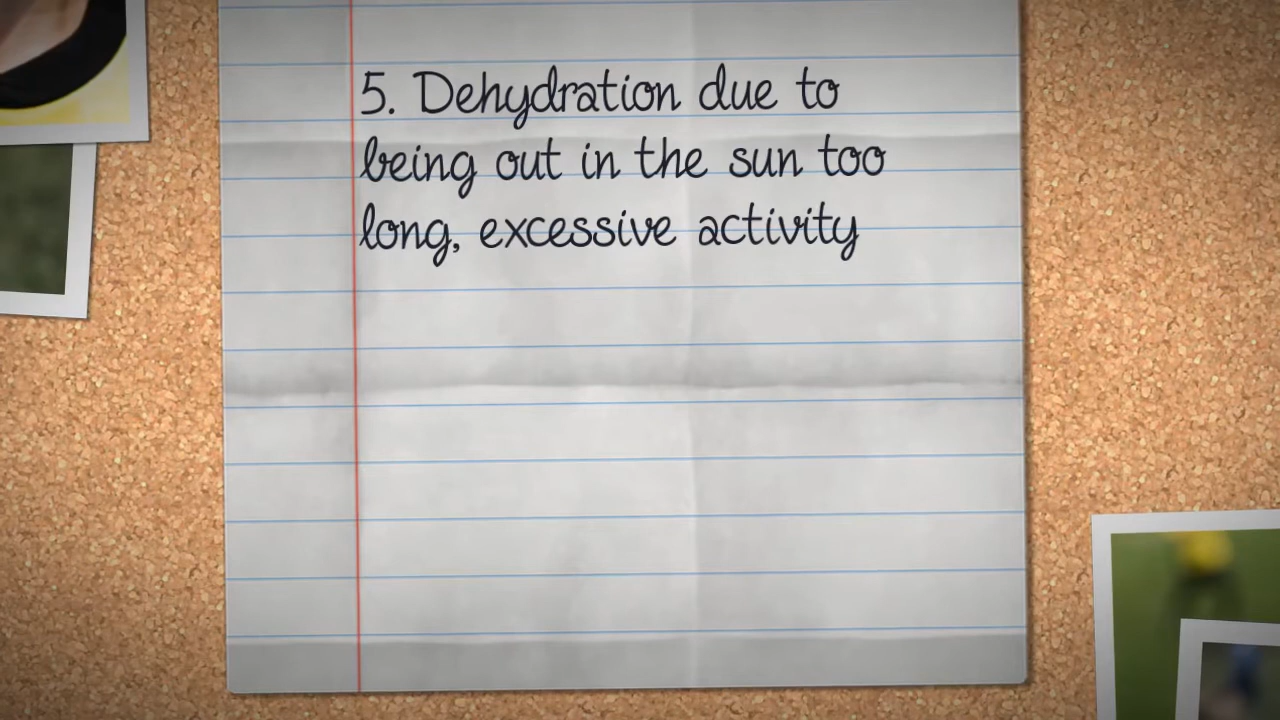 5. Dehydration due to
being out in the sun too
long, excessive activity